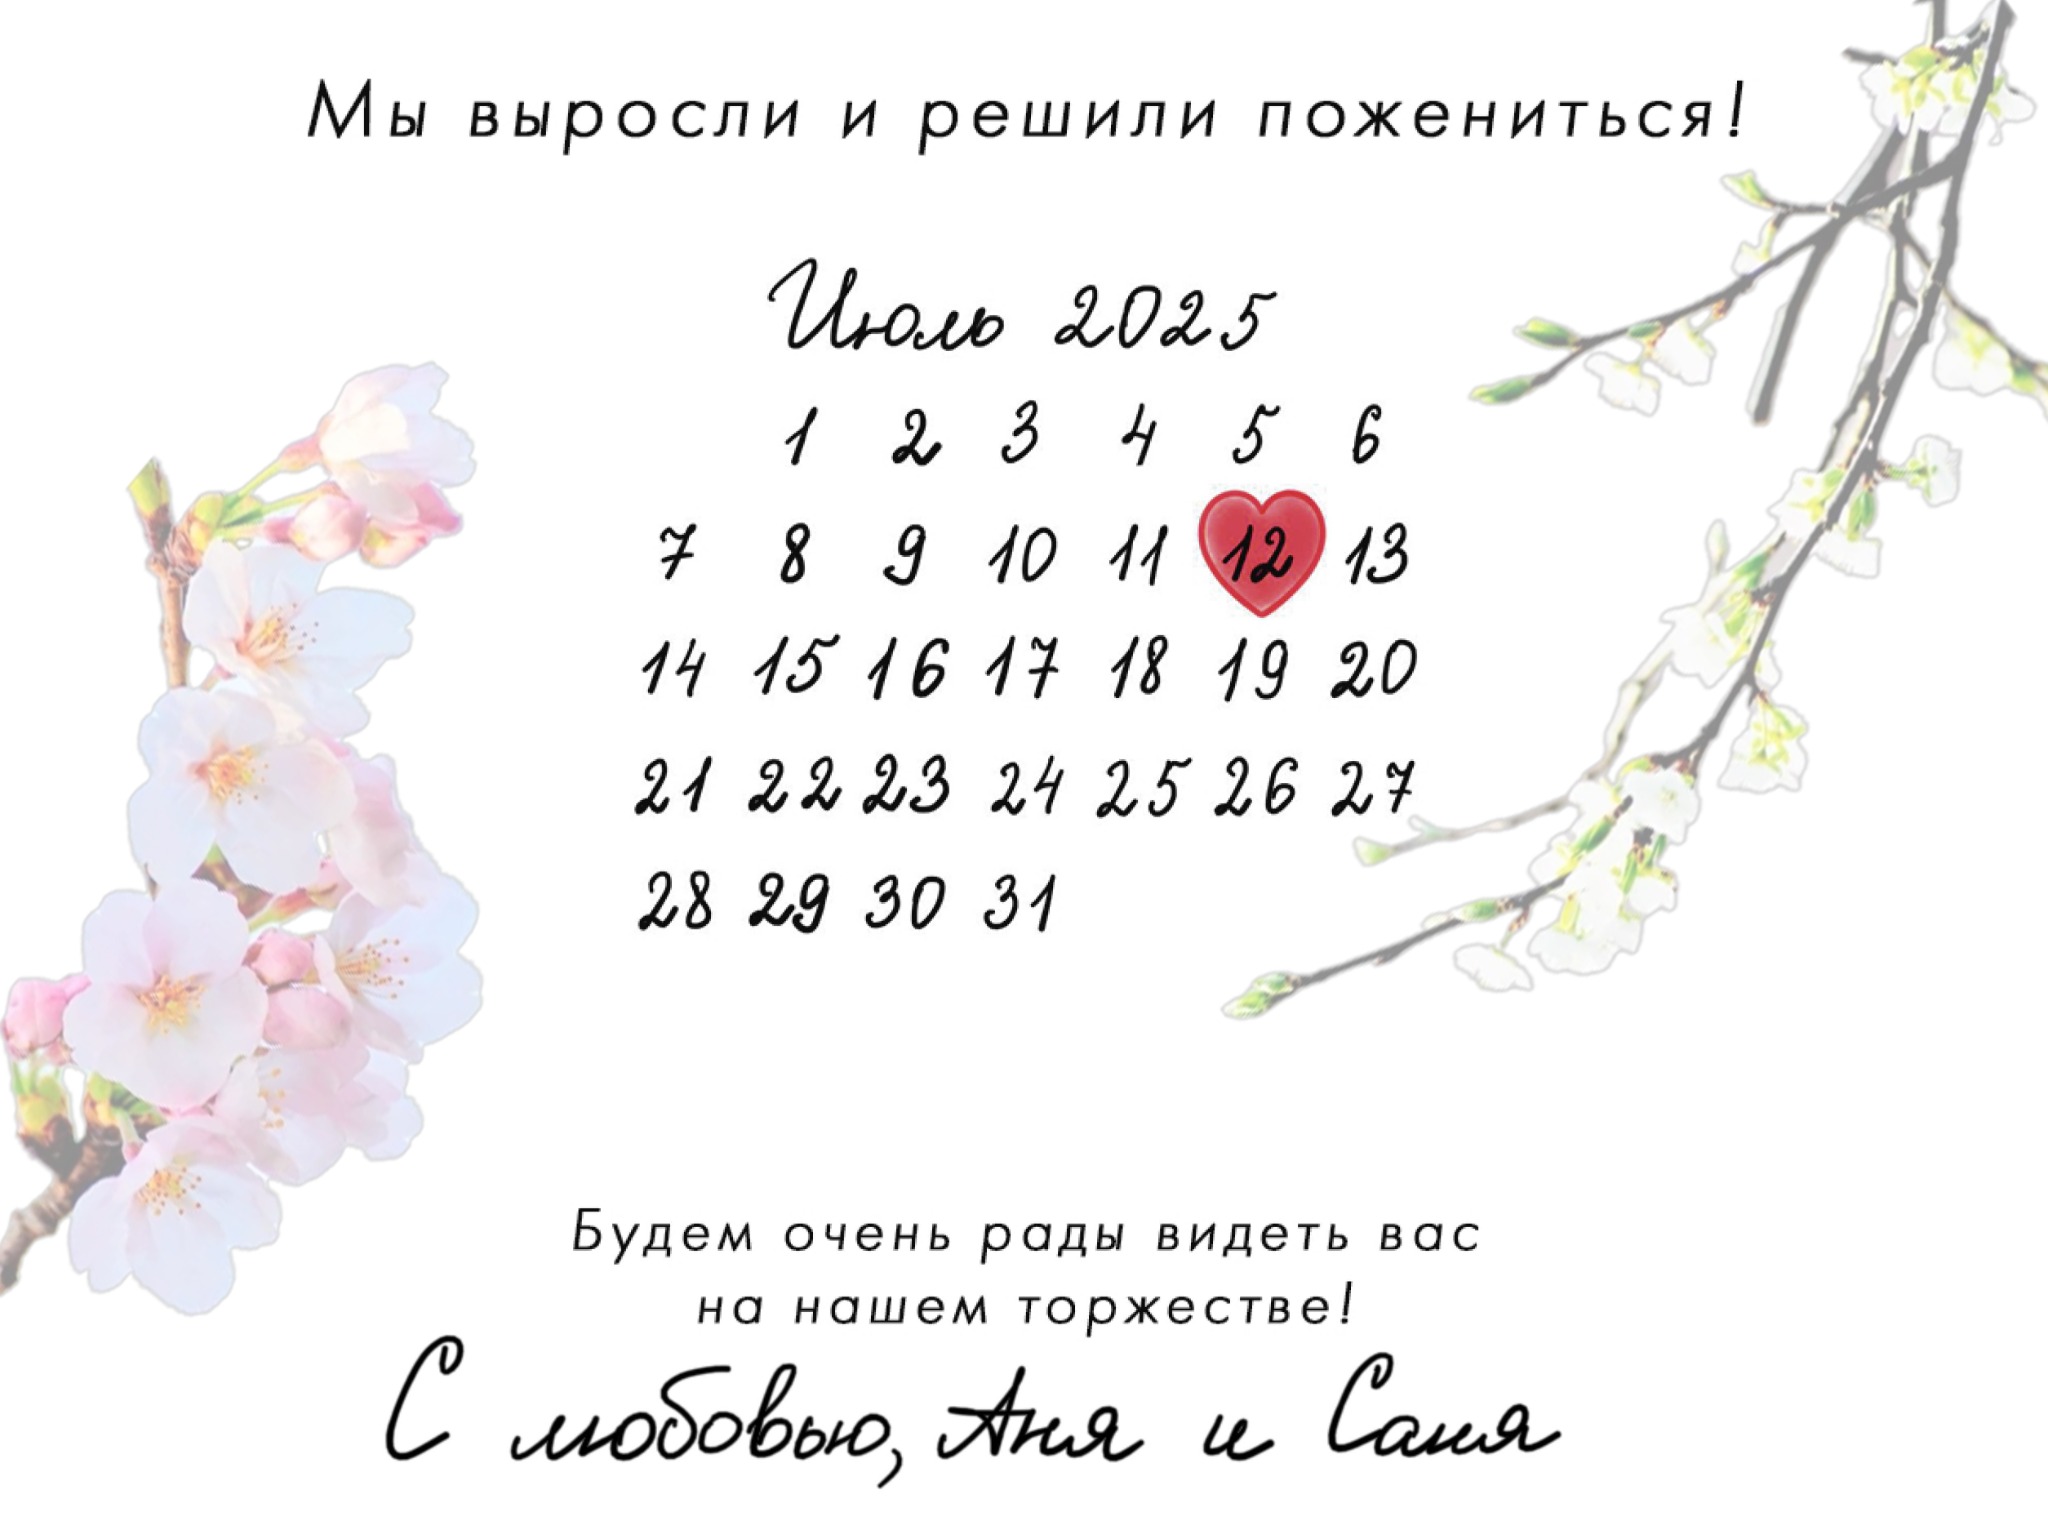 Мы выросли и решили пожениться!
Июль 2025
1 2 3 4 5 6
7 8 9 10 11 12 13
14 15 16 17 18 19 20
21 22 23 24 25 26 27
28 29 30 31
Будем очень рады видеть вас
на нашем торжестве!
С любовью, Аня и Саня